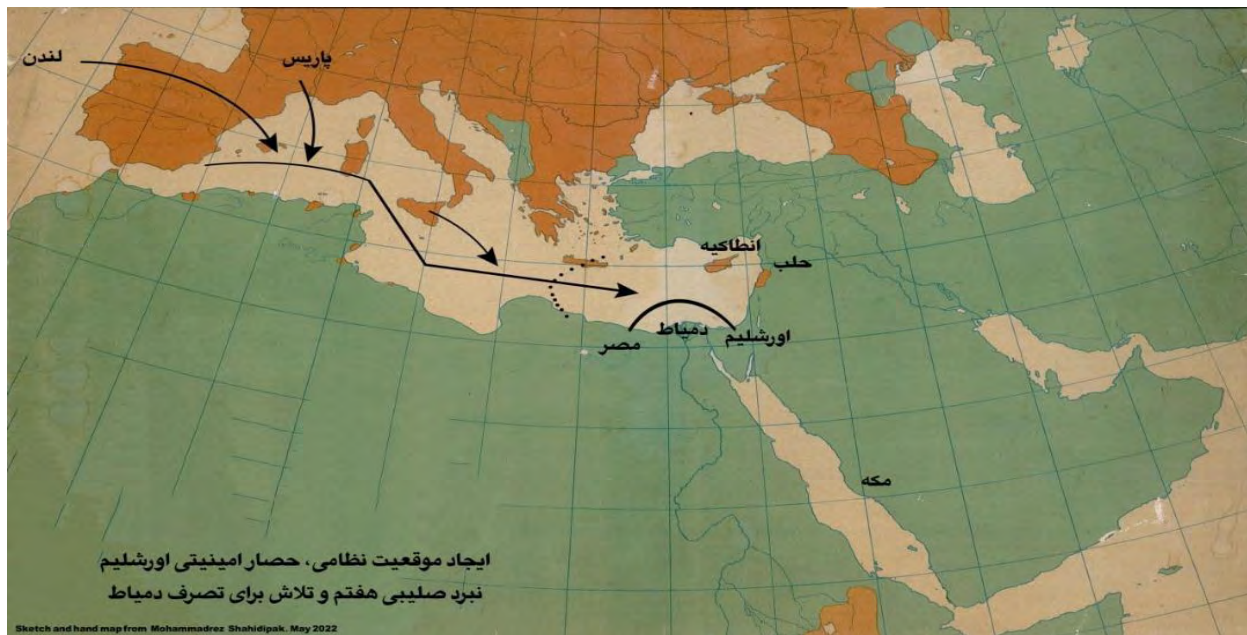 لندن
پاریس
انطاکیه
حلب
اورشلیم
دمیاط
مصر
مکه
ایجاد موقعیت نظامی، حصار امینیتی اورشلیم
نبرد صلیبی هفتم و تلاش برای تصرف دمیاط
Sketch and hand map from Mohammadrez Shahidipak. May 2022